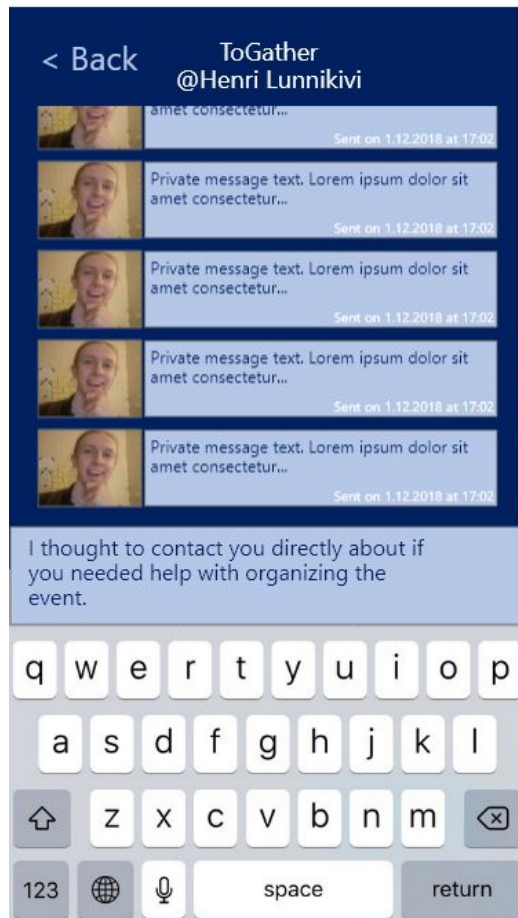 < Back
ToGather
@Henri Lunnikivi
amet consectetur...
Sent on 1.12.2018 at 17:02
Private message text. Lorem ipsum dolor sit
amet consectetur...
Sent on 1.12.2018 at 17:02
Private message text. Lorem ipsum dolor sit
amet consectetur...
Sent on 1.12.2018 at 17:02
Private message text. Lorem ipsum dolor sit
amet consectetur...
Sent on 1.12.2018 at 17:02
Private message text. Lorem ipsum dolor sit
amet consectetur...
Sent on 1.12.2018 at 17:02
I thought to contact you directly about if
you needed help with organizing the
event.
q w e r t y u i o p
a s d f g h j k l
z x c v b n m
123 space return